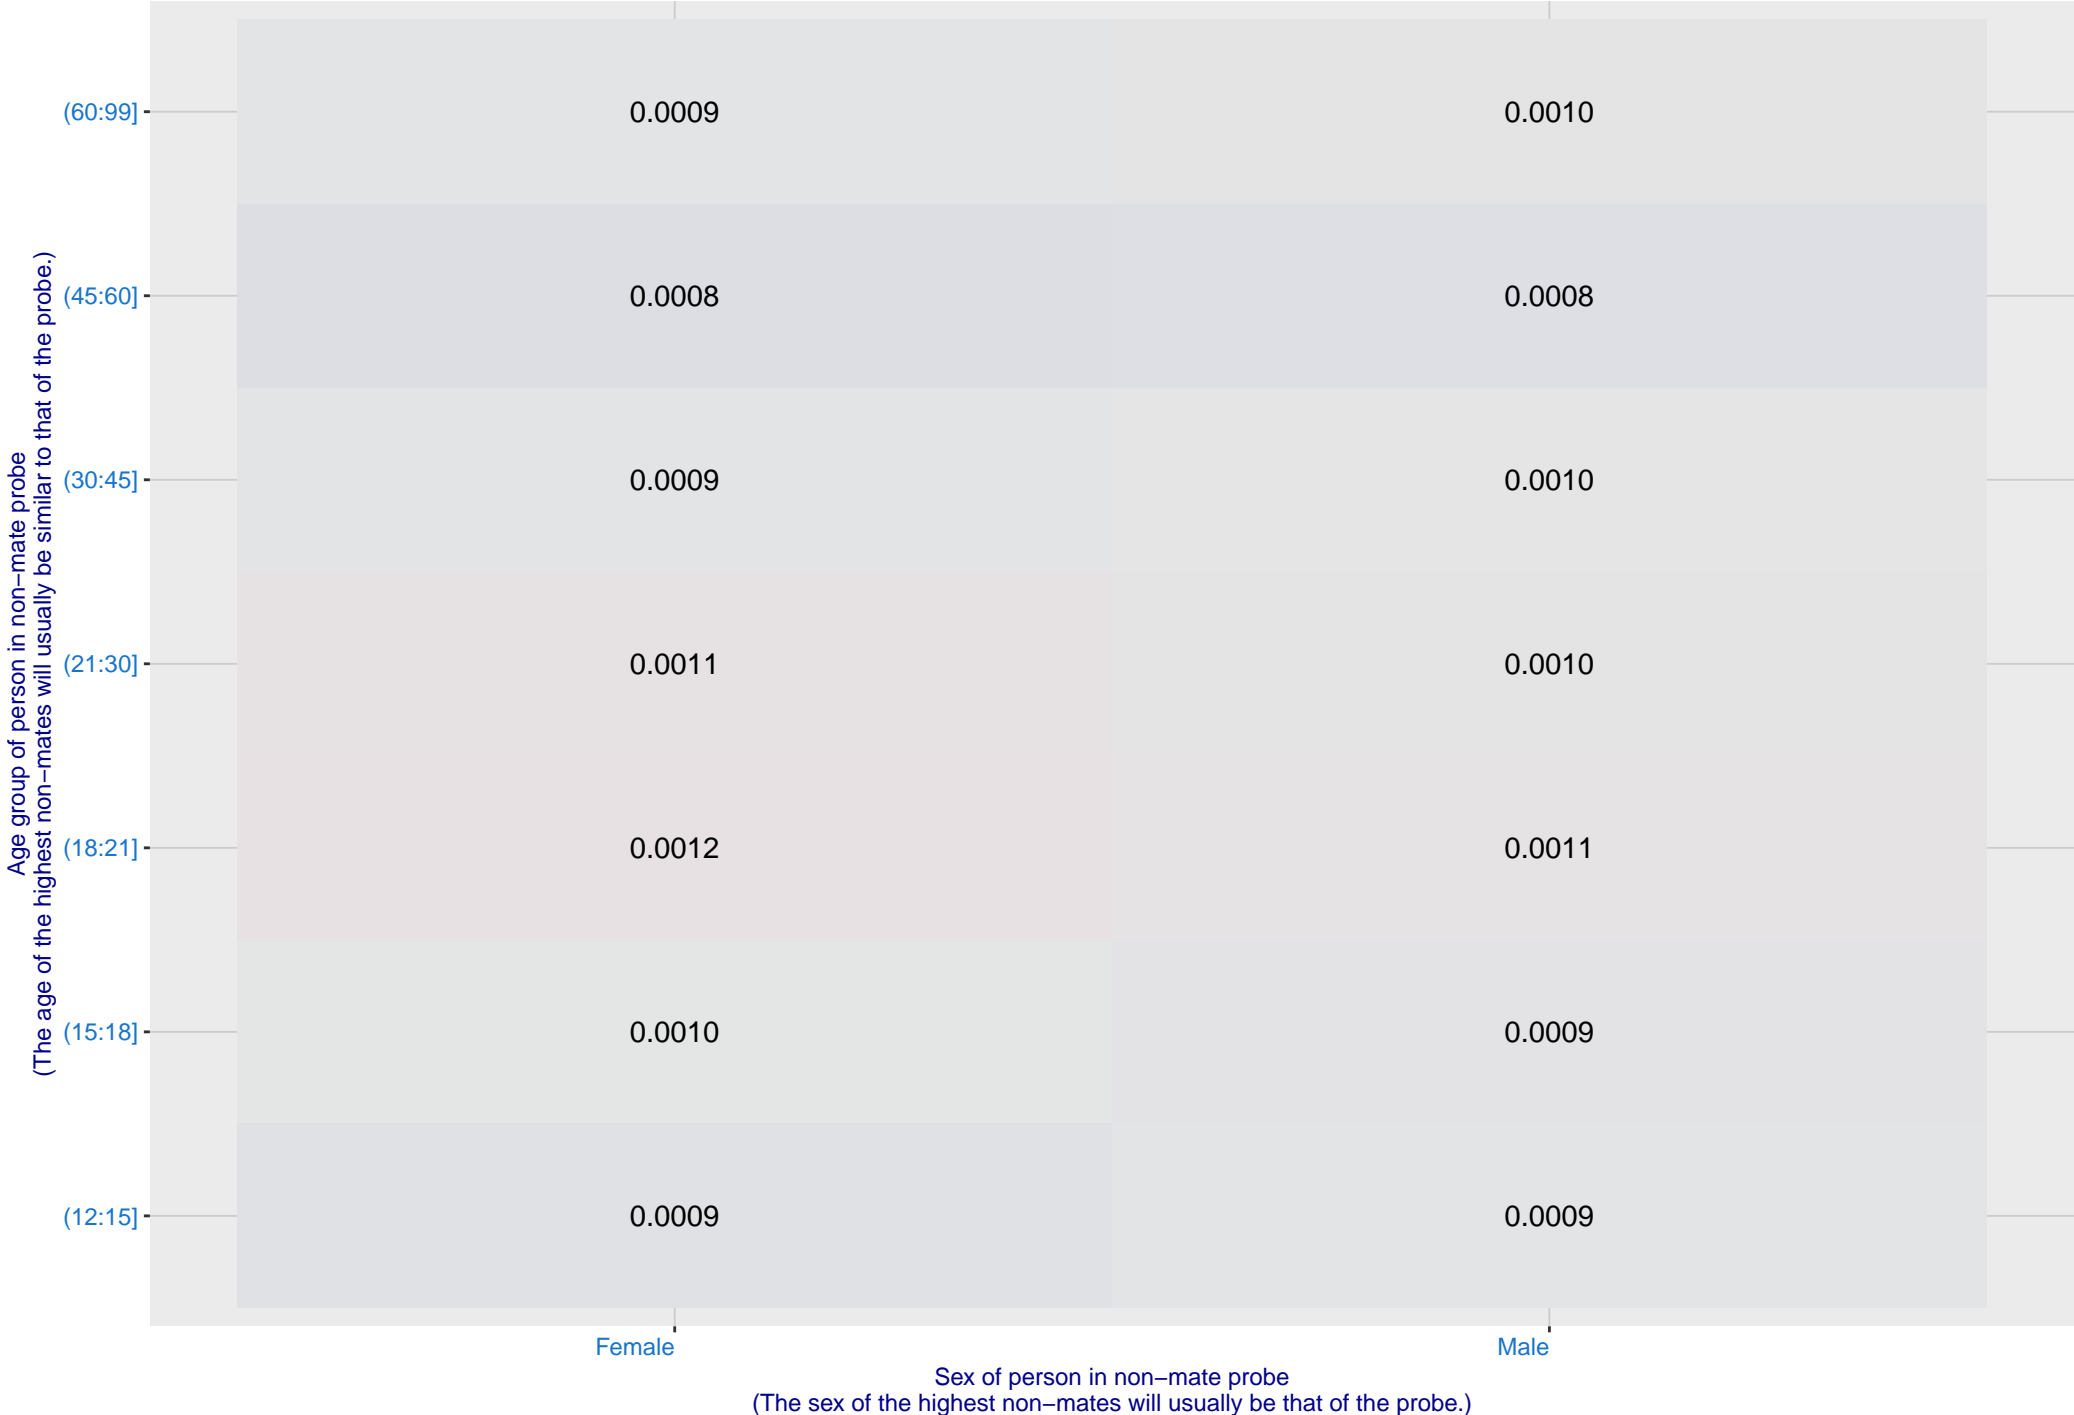 Age group of person in non−mate probe
(The age of the highest non−mates will usually be similar to that of the probe.)
(60:99] 0.0009 0.0010
(45:60] 0.0008 0.0008
(30:45] 0.0009 0.0010
(21:30] 0.0011 0.0010
(18:21] 0.0012 0.0011
(15:18] 0.0010 0.0009
(12:15] 0.0009 0.0009
Female Male
Sex of person in non−mate probe
(The sex of the highest non−mates will usually be that of the probe.)